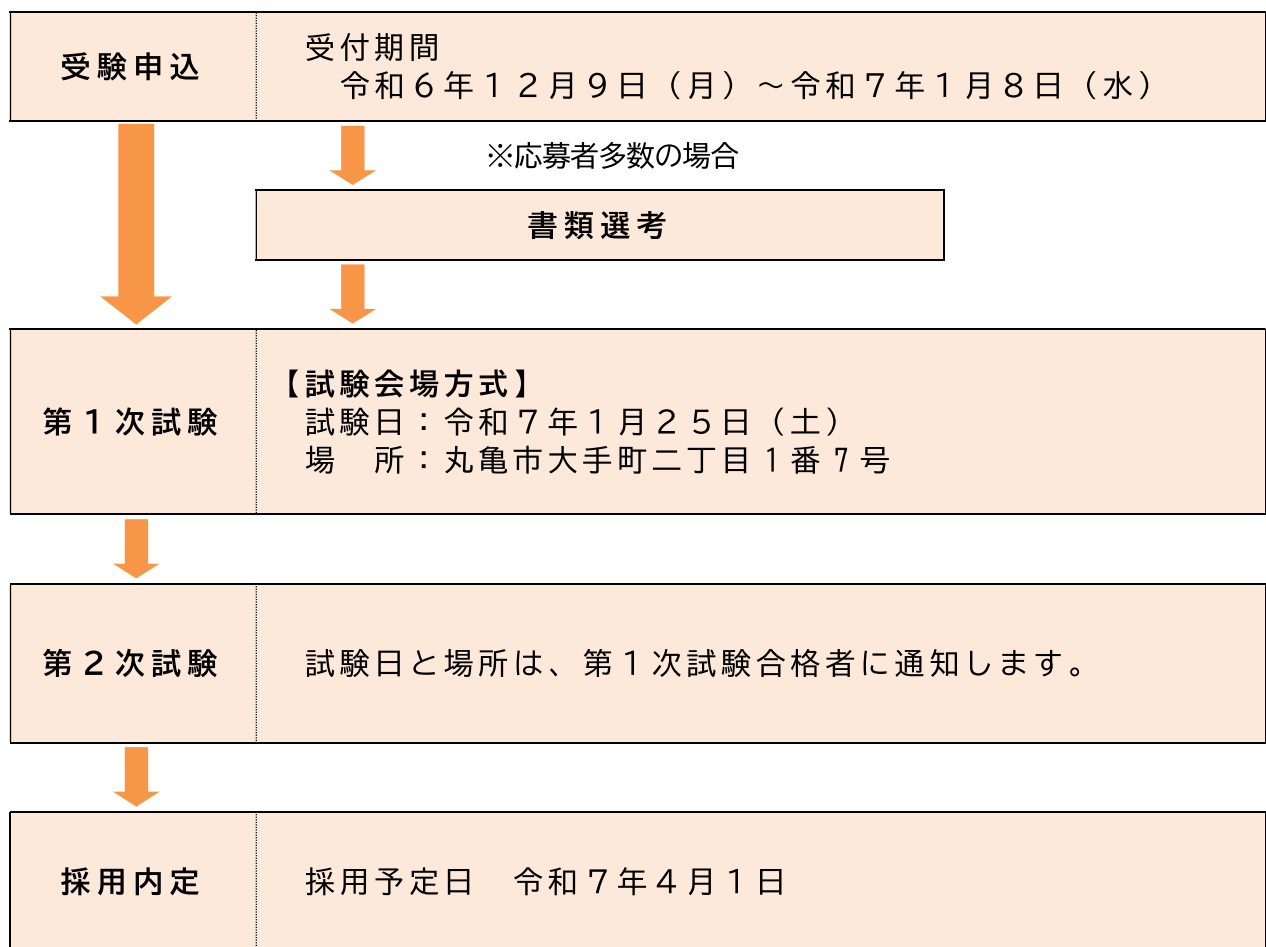 受験申込
受付期間
令和６年１２月９日（月）～令和７年１月８日（水）
※応募者多数の場合
書類選考
第１次試験
【試験会場方式】
試験日：令和７年１月２５日（土）
場　所：丸亀市大手町二丁目１番７号
第２次試験
試験日と場所は、第１次試験合格者に通知します。
採用内定
採用予定日　令和７年４月１日